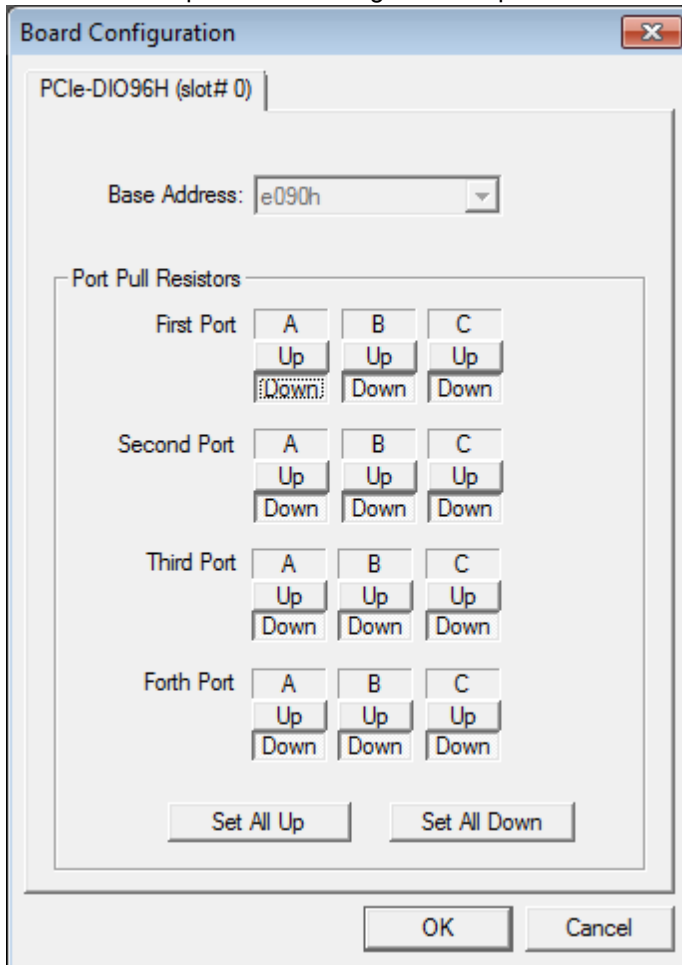 Board Configuration
PCIe-DIO96H (slot# 0)
Base Address: e090h
Port Pull Resistors
First Port A B C
Up Up Up
Down Down Down
Second Port A B C
Up Up Up
Down Down Down
Third Port A B C
Up Up Up
Down Down Down
Forth Port A B C
Up Up Up
Down Down Down
Set All Up Set All Down
OK Cancel